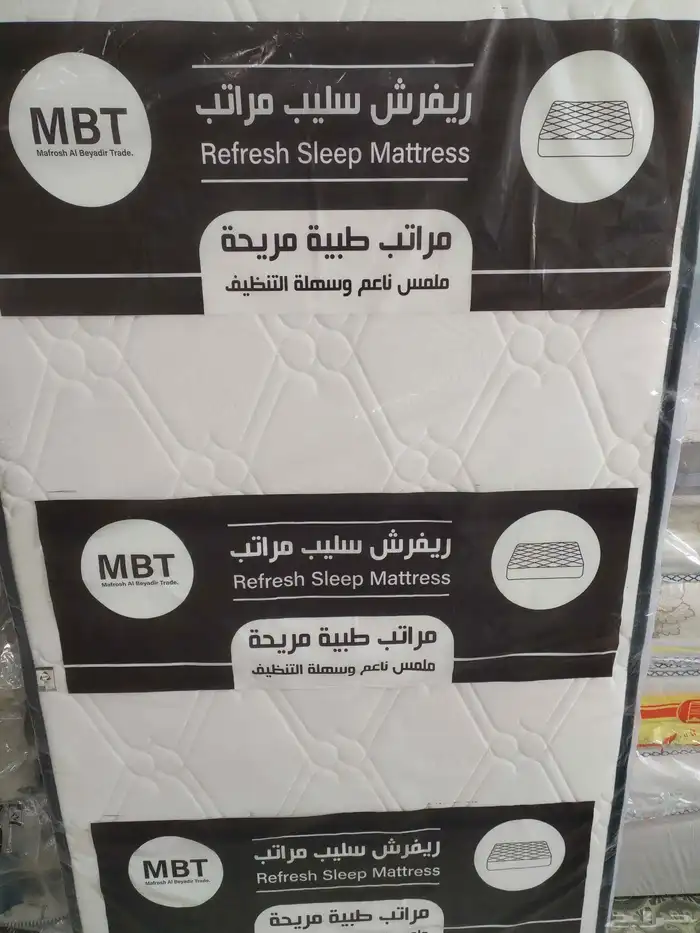 MBT
Mafrosh Al Beyadir Trade.
ريفرش سليب مراتب
Refresh Sleep Mattress
مراتب طبية مريحة
ملمس ناعم وسهلة التنظيف
MBT
Mafrosh Al Beyadir Trade.
ريفرش سليب مراتب
Refresh Sleep Mattress
مراتب طبية مريحة
ملمس ناعم وسهلة التنظيف
MBT
Mafrosh Al Beyadir Trade.
ريفرش سليب مراتب
Refresh Sleep Mattress
مراتب طبية مريحة
حراج